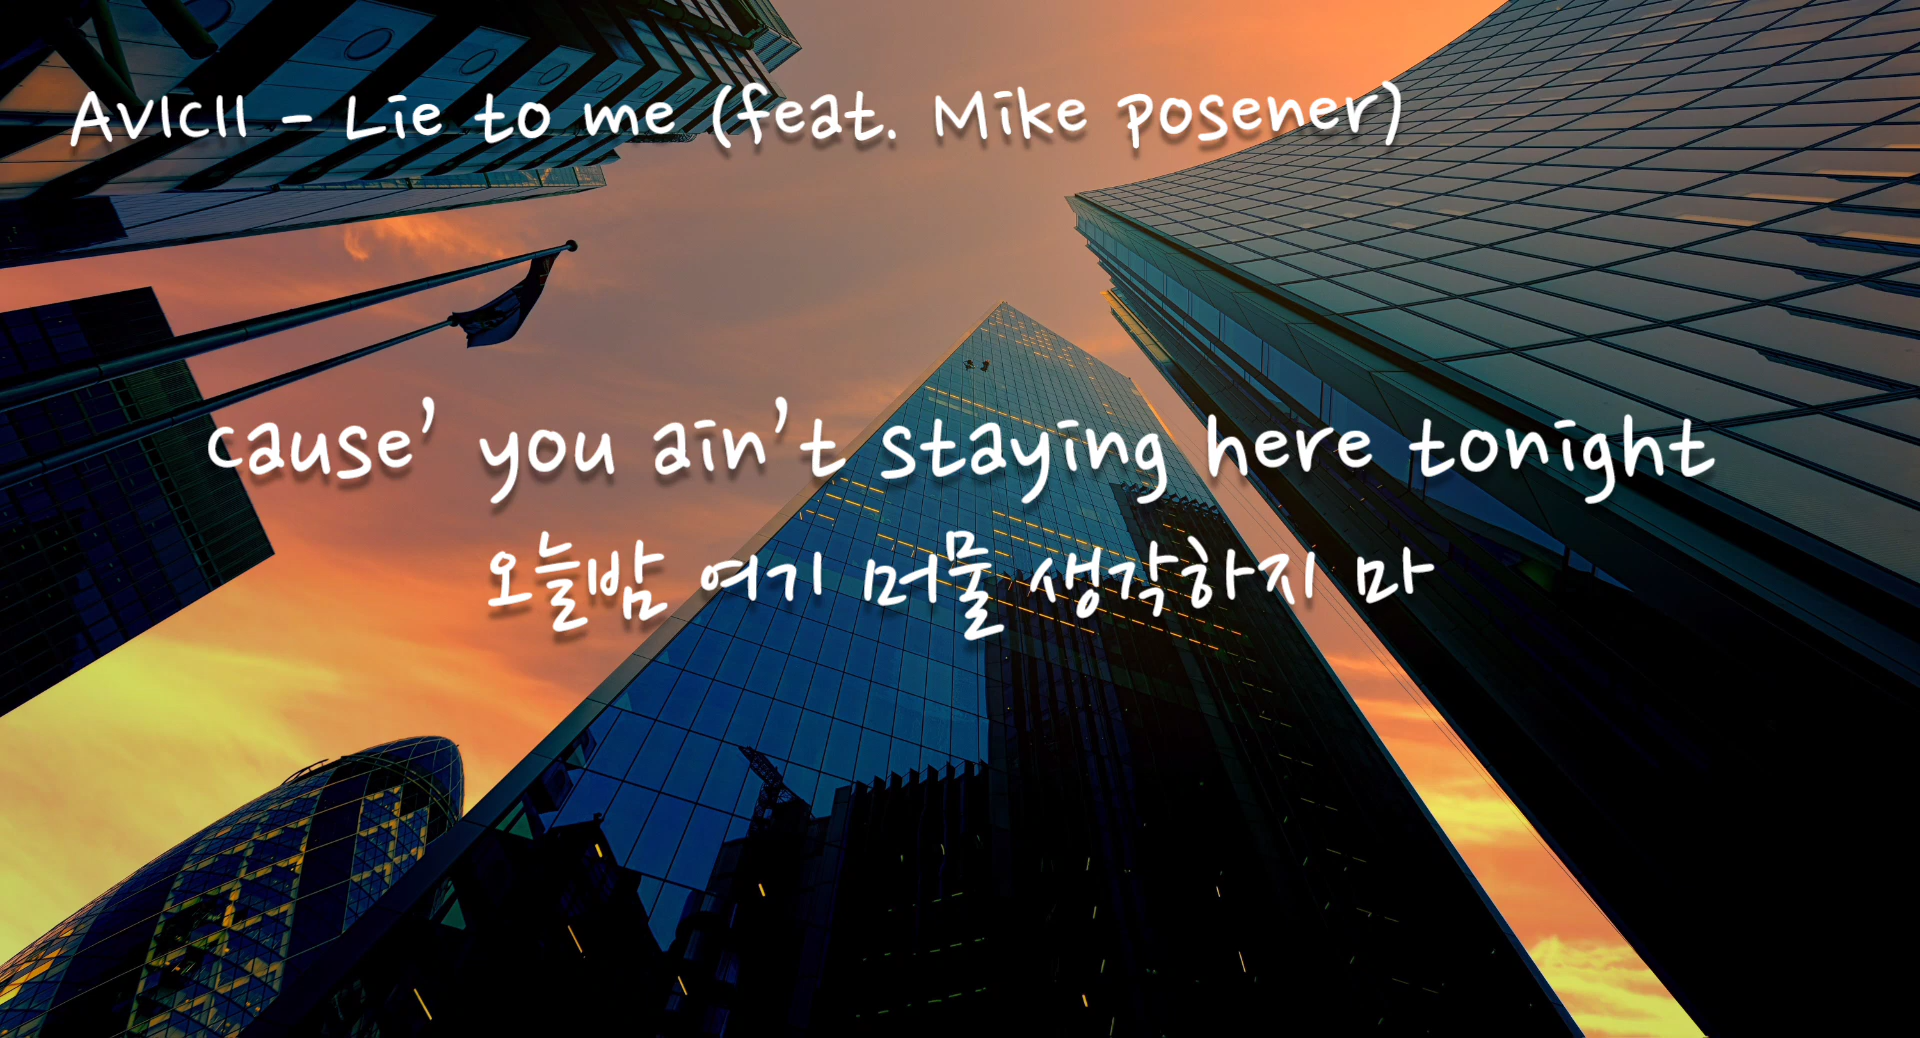 AVICII - Lie to me (feat. Mike Posener)
cause' you ain't staying here tonight
오늘밤 여기 머물 생각하지 마